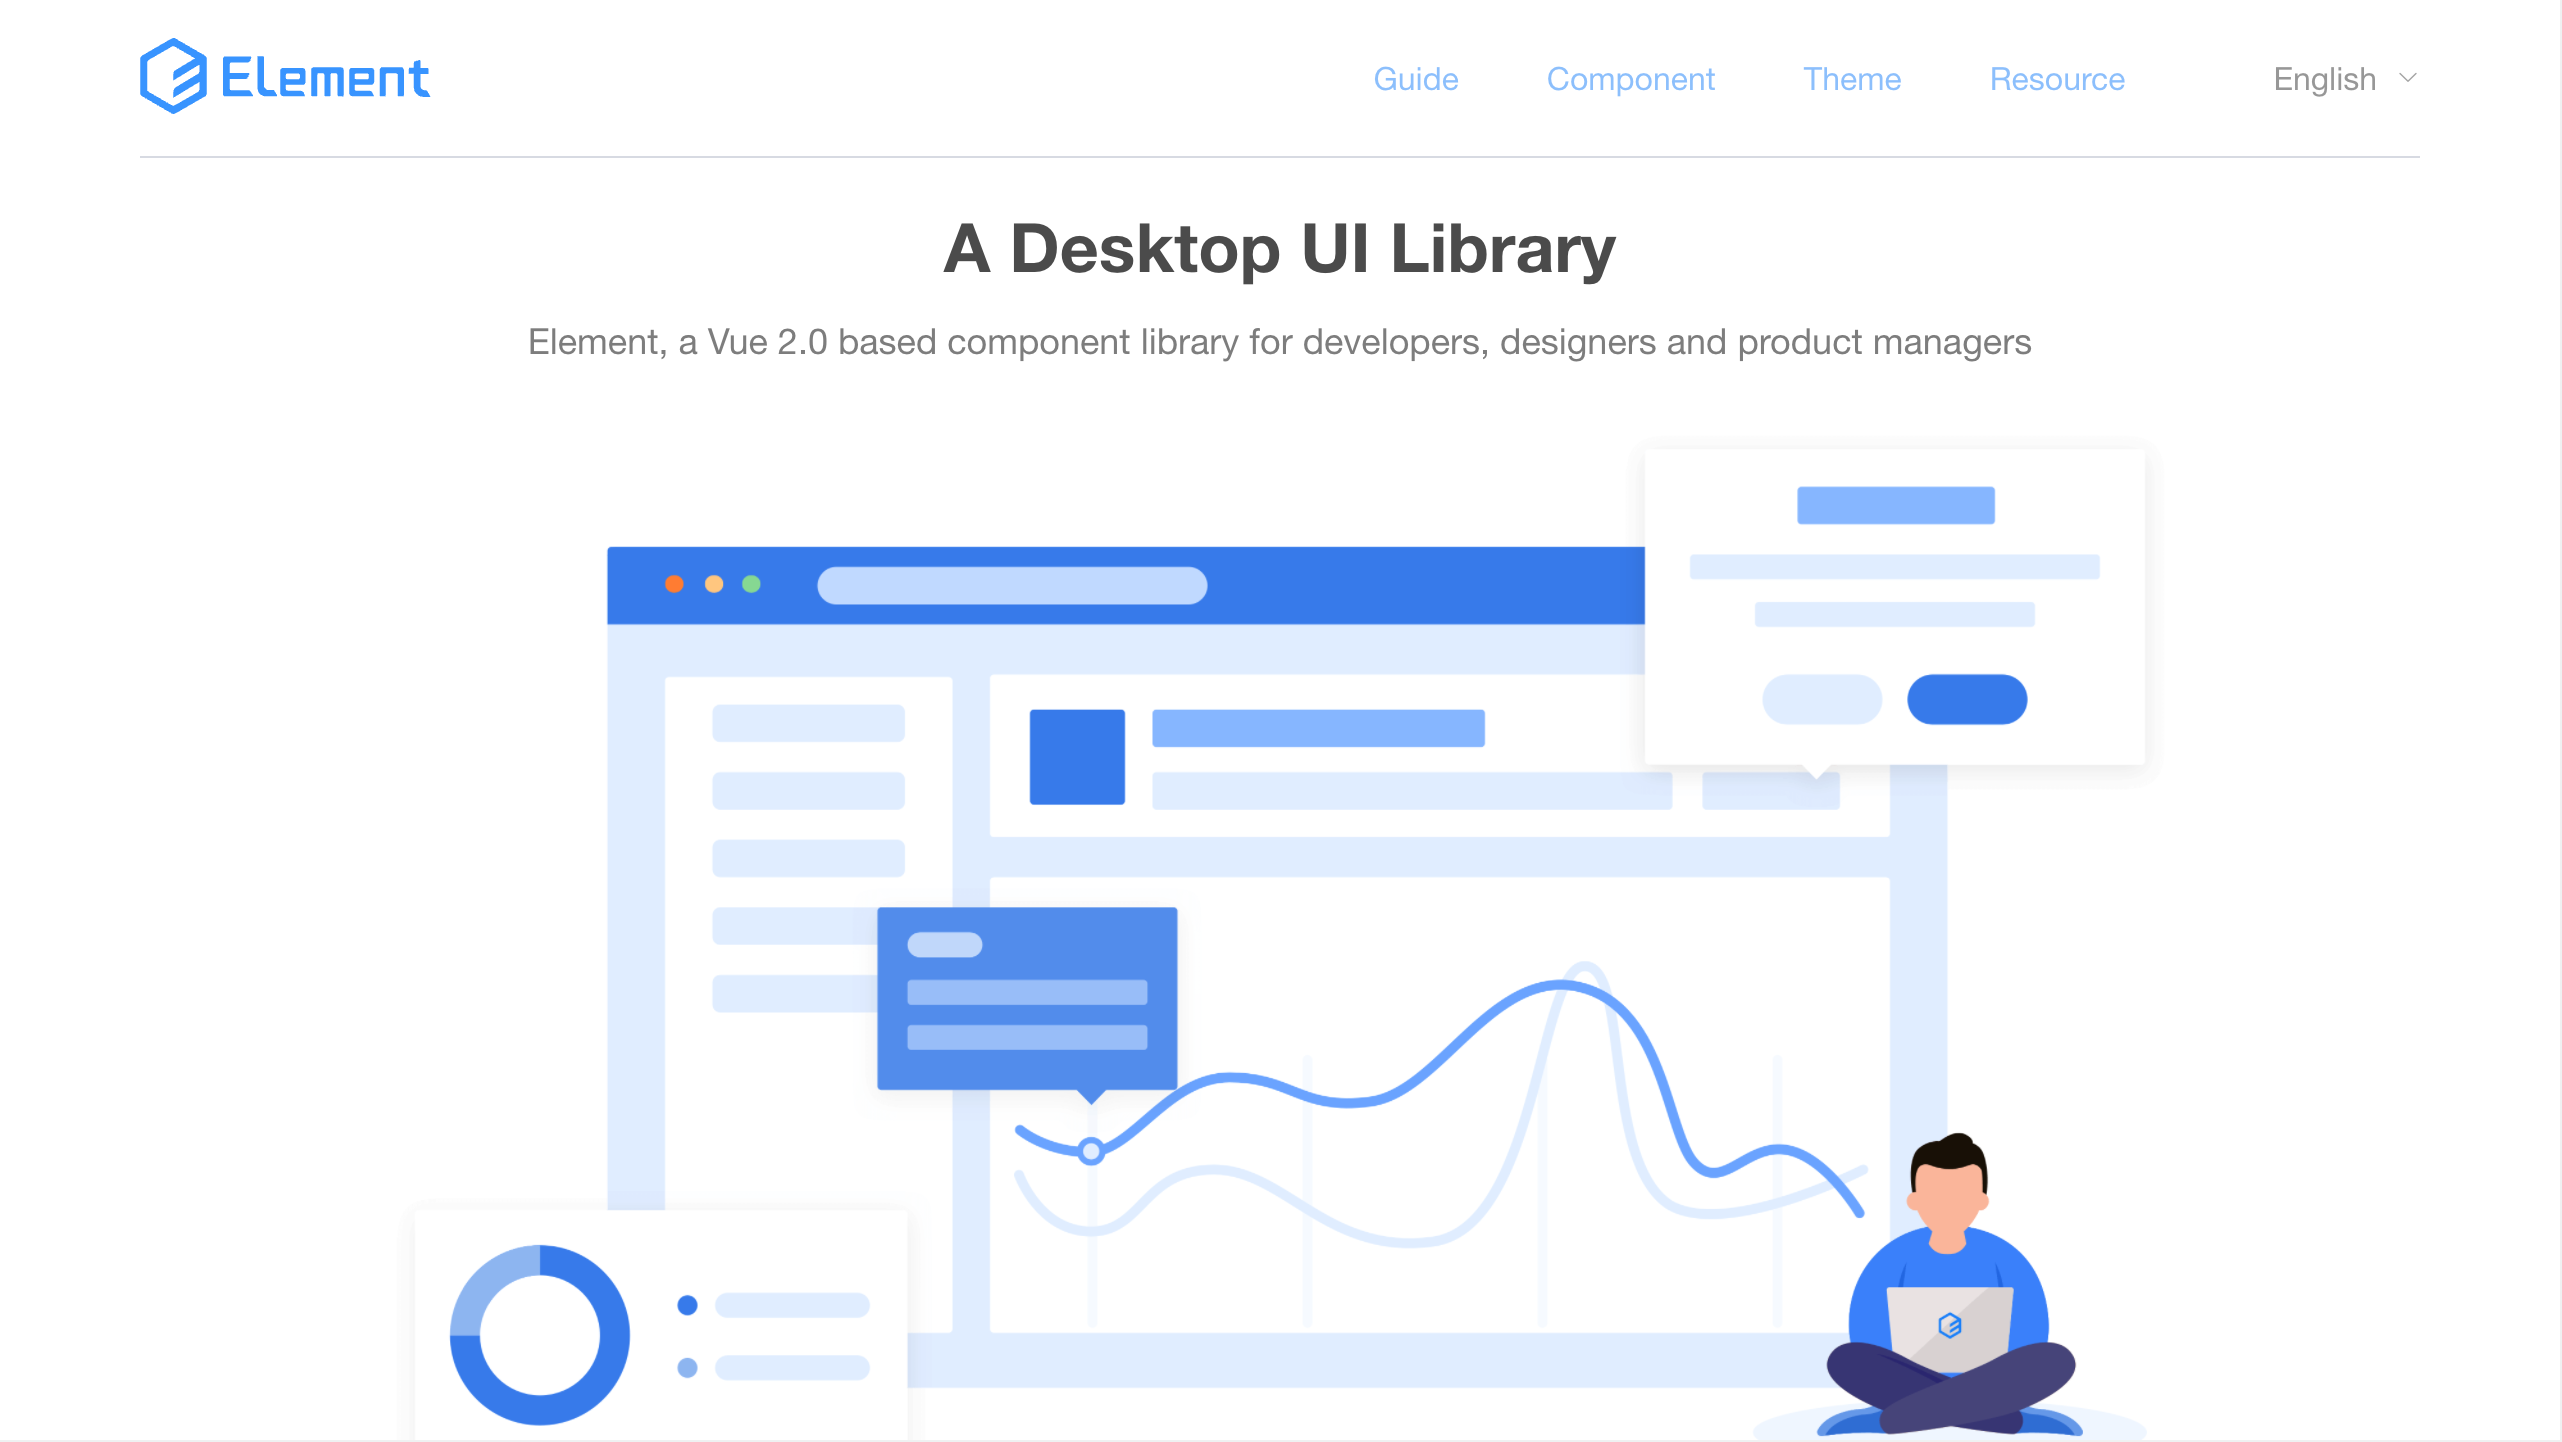 Element
Guide Component Theme Resource English
A Desktop UI Library
Element, a Vue 2.0 based component library for developers, designers and product managers